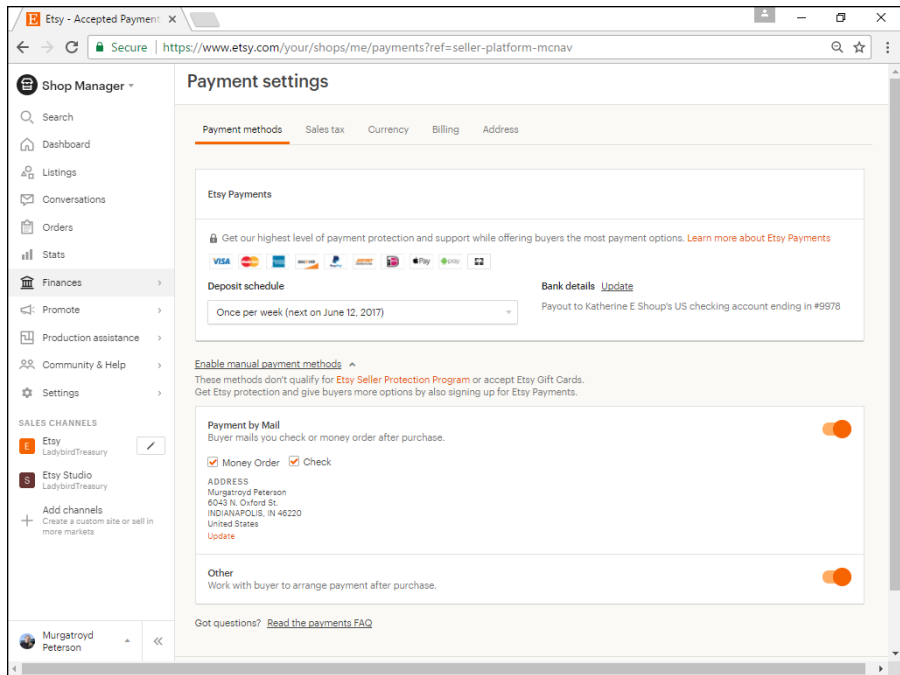 Etsy - Accepted Payment
Secure
https://www.etsy.com/your/shops/me/payments?ref=seller-platform-mcnav
Shop Manager
Search
Dashboard
Listings
Conversations
Orders
Stats
Finances
Promote
Production assistance
Community & Help
Settings
SALES CHANNELS
E
Etsy
LadybirdTreasury
S
Etsy Studio
LadybirdTreasury
Add channels
Create a custom site or sell in
more markets
Murgatroyd
Peterson
Payment settings
Payment methods Sales tax Currency Billing Address
Etsy Payments
Get our highest level of payment protection and support while offering buyers the most payment options. Learn more about Etsy Payments
VISA
Pay
pay
Deposit schedule
Once per week (next on June 12, 2017)
Bank details Update
Payout to Katherine E Shoup's US checking account ending in #9978
Enable manual payment methods
These methods don't qualify for Etsy Seller Protection Program or accept Etsy Gift Cards.
Get Etsy protection and give buyers more options by also signing up for Etsy Payments.
Payment by Mail
Buyer mails you check or money order after purchase.
Money Order Check
ADDRESS
Murgatroyd Peterson
6043 N. Oxford St.
INDIANAPOLIS, IN 46220
United States
Update
Other
Work with buyer to arrange payment after purchase.
Got questions? Read the payments FAQ